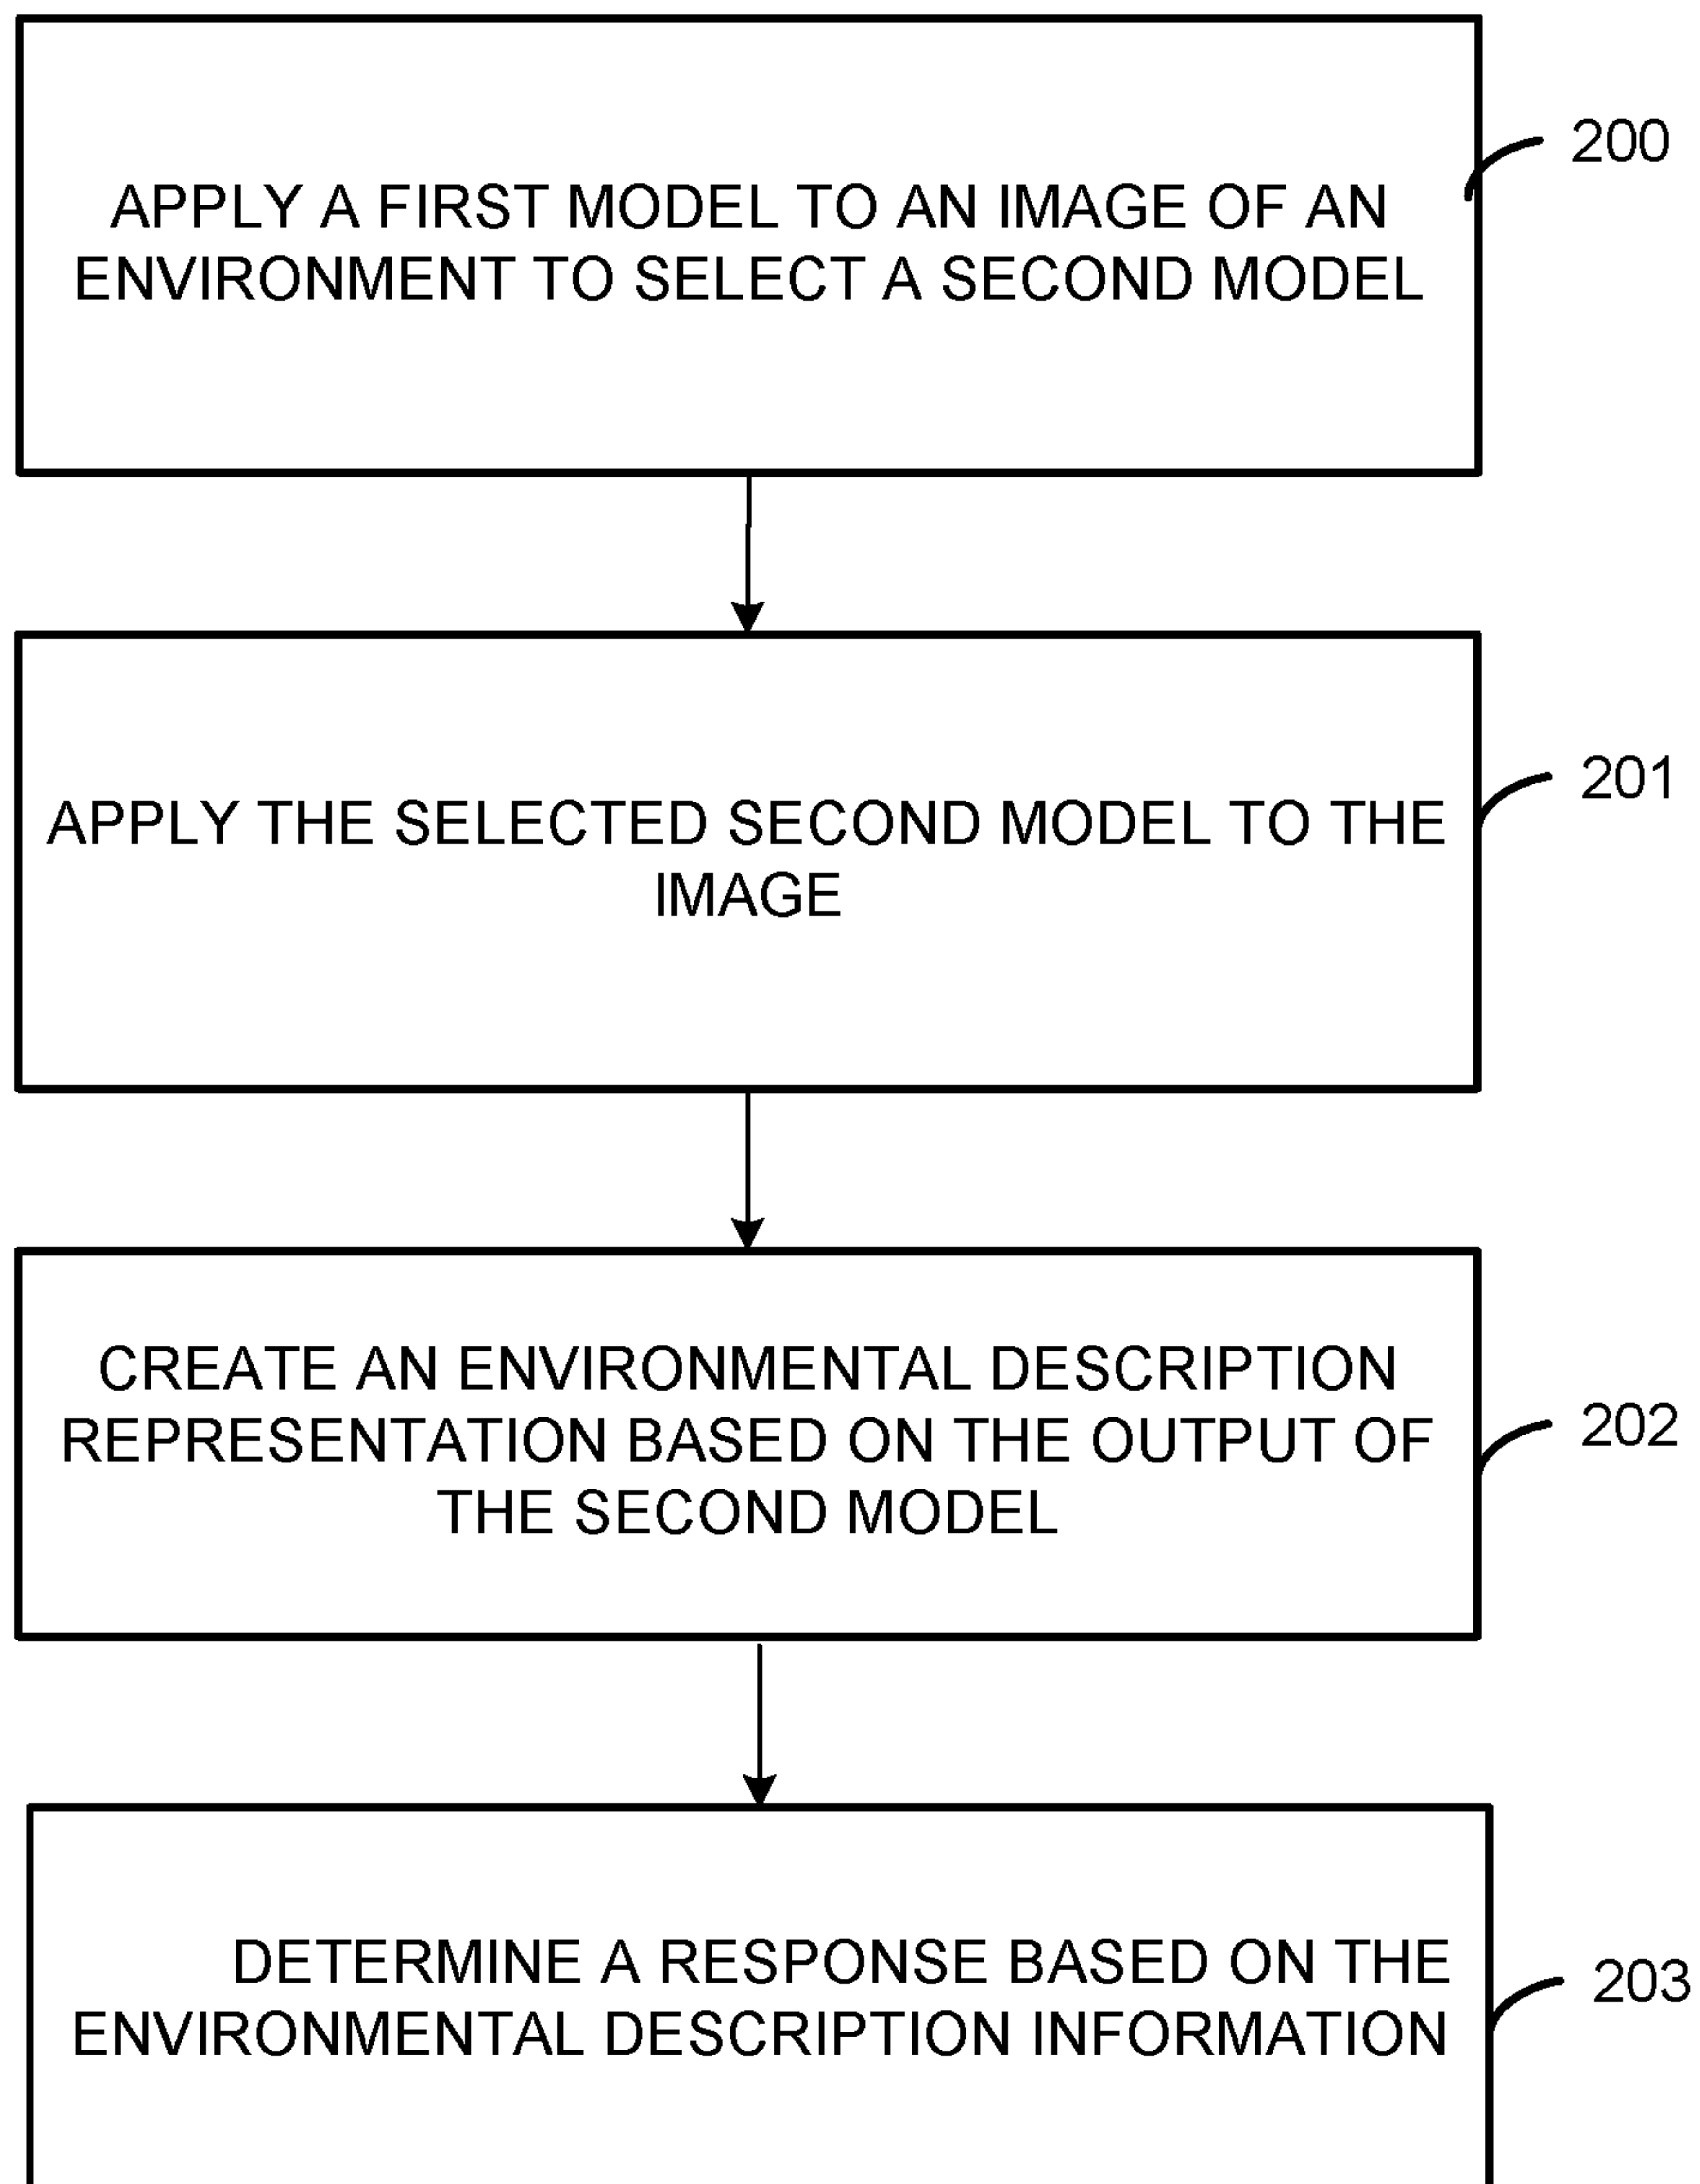 200
APPLY A FIRST MODEL TO AN IMAGE OF AN
ENVIRONMENT TO SELECT A SECOND MODEL
201
APPLY THE SELECTED SECOND MODEL TO THE
IMAGE
CREATE AN ENVIRONMENTAL DESCRIPTION
202
REPRESENTATION BASED ON THE OUTPUT OF
THE SECOND MODEL
DETERMINE A RESPONSE BASED ON THE
203
ENVIRONMENTAL DESCRIPTION INFORMATION